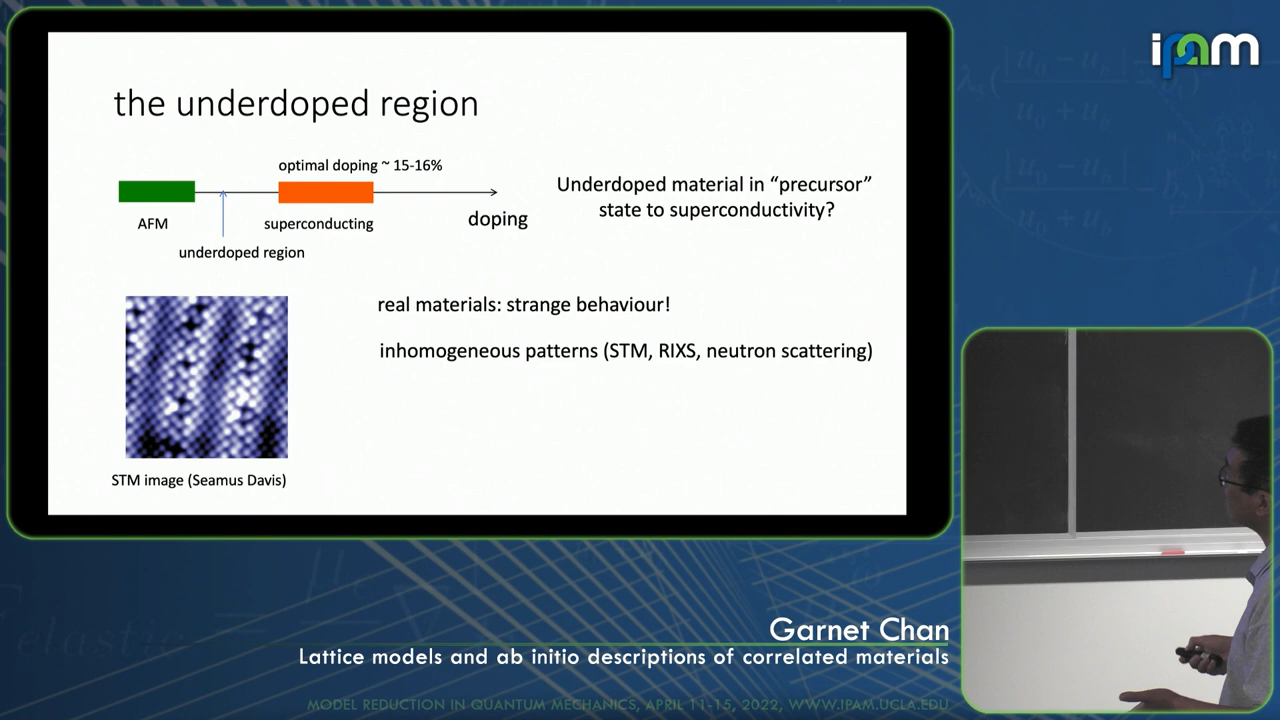 ipam
the underdoped region
optimal doping ~ 15-16%
AFM
superconducting
doping
underdoped region
Underdoped material in “precursor”
state to superconductivity?
real materials: strange behaviour!
inhomogeneous patterns (STM, RIXS, neutron scattering)
STM image (Seamus Davis)
Garnet Chan
Lattice models and ab initio descriptions of correlated materials
MODEL REDUCTION IN QUANTUM MECHANICS, APRIL 11-15, 2022, WWW.IPAM.UCLA.EDU